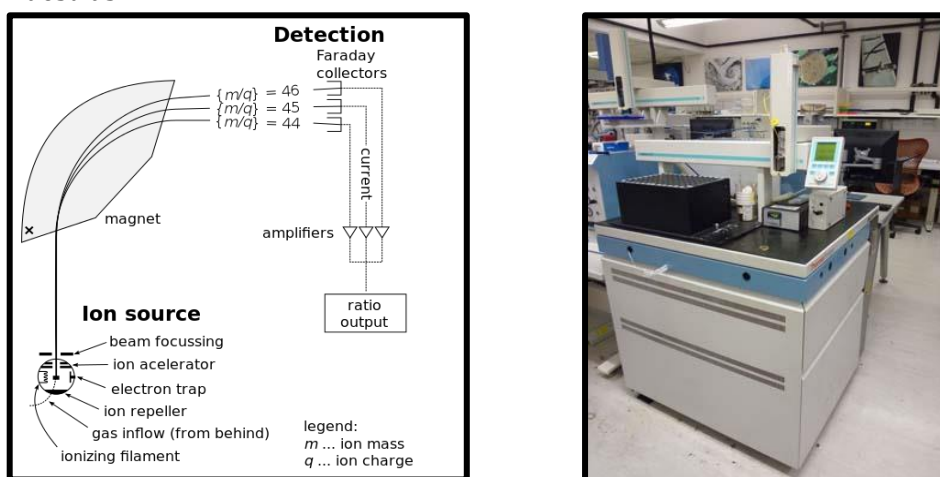 Detection
Faraday
collectors
{m/q} = 46
{m/q} = 45
{m/q} = 44
current
magnet
amplifiers
ratio
output
Ion source
beam focussing
ion acelerator
electron trap
ion repeller
gas inflow (from behind)
ionizing filament
legend:
m ... ion mass
q ... ion charge